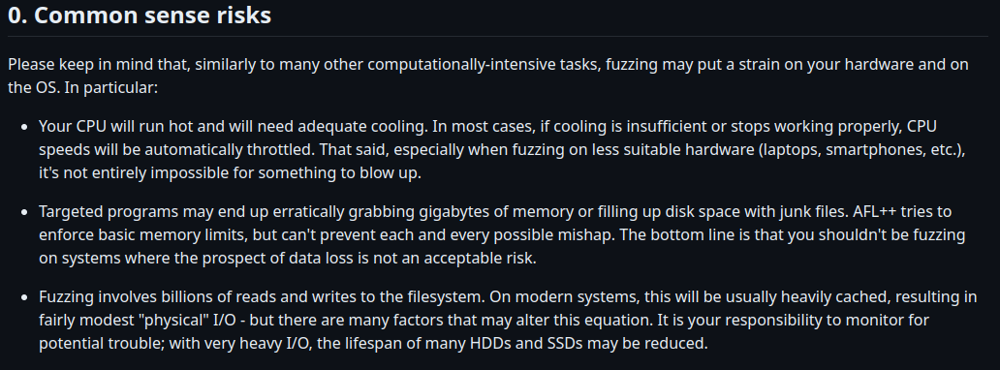 0. Common sense risks
Please keep in mind that, similarly to many other computationally-intensive tasks, fuzzing may put a strain on your hardware and on
the OS. In particular:
• Your CPU will run hot and will need adequate cooling. In most cases, if cooling is insufficient or stops working properly, CPU
speeds will be automatically throttled. That said, especially when fuzzing on less suitable hardware (laptops, smartphones, etc.),
it's not entirely impossible for something to blow up.
• Targeted programs may end up erratically grabbing gigabytes of memory or filling up disk space with junk files. AFL++ tries to
enforce basic memory limits, but can't prevent each and every possible mishap. The bottom line is that you shouldn't be fuzzing
on systems where the prospect of data loss is not an acceptable risk.
• Fuzzing involves billions of reads and writes to the filesystem. On modern systems, this will be usually heavily cached, resulting in
fairly modest "physical" I/O - but there are many factors that may alter this equation. It is your responsibility to monitor for
potential trouble; with very heavy I/O, the lifespan of many HDDs and SSDs may be reduced.